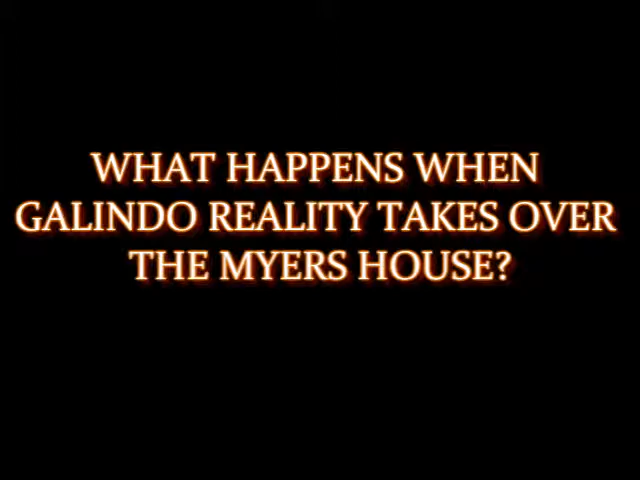 WHAT HAPPENS WHEN
GALINDO REALITY TAKES OVER
THE MYERS HOUSE?